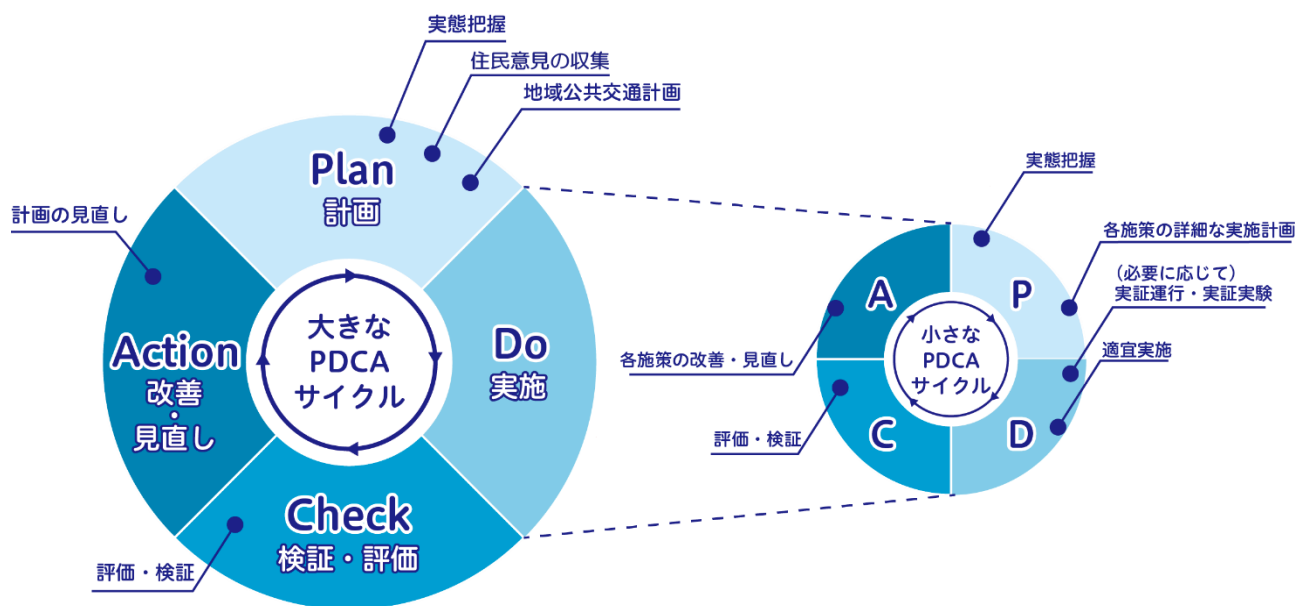 実態把握
住民意見の収集
地域公共交通計画
Plan
計画
計画の見直し
Action
改善
・
見直し
大きな
PDCA
サイクル
Do
実施
Check
検証・評価
評価・検証
実態把握
各施策の詳細な実施計画
（必要に応じて）
実証運行・実証実験
適宜実施
A
P
小さな
PDCA
サイクル
各施策の改善・見直し
C
D
評価・検証